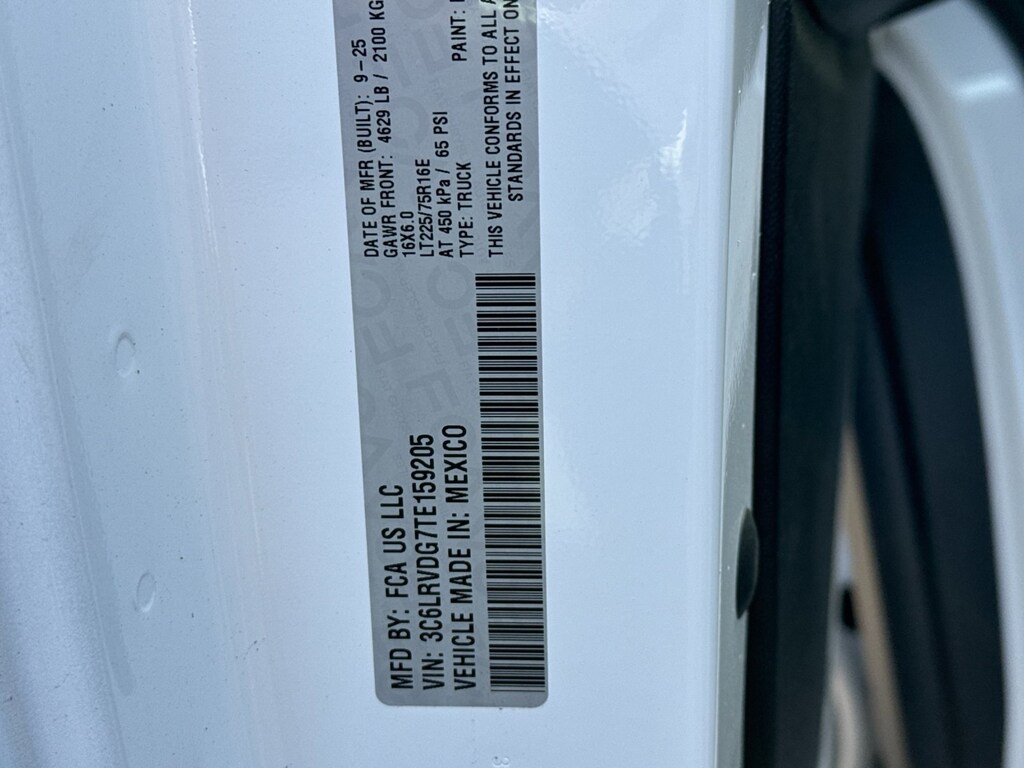 MFD BY: FCA US LLC
VIN: 3C6LRVDG7TE159205
VEHICLE MADE IN: MEXICO
DATE OF MFR (BUILT): 9-25
GAWR FRONT: 4629 LB / 2100 KG
16X6.0
LT225/75R16E
AT 450 kPa / 65 PSI
TYPE: TRUCK PAINT:
THIS VEHICLE CONFORMS TO ALL
STANDARDS IN EFFECT ON